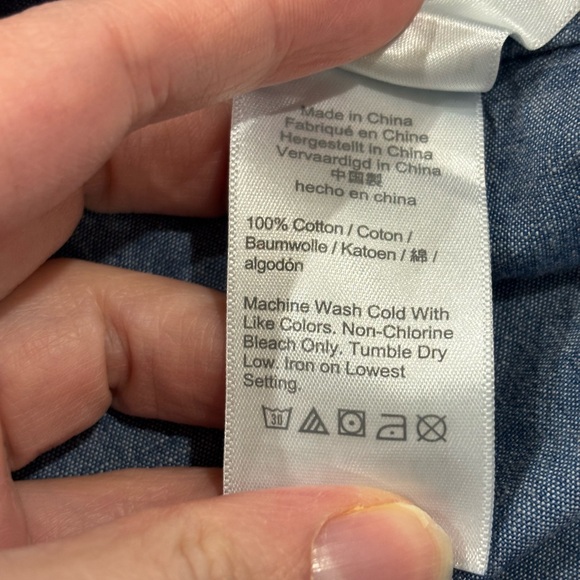 Made in China
Fabriqué en Chine
Hergestellt in China
Vervaardigd in China
中国製
hecho en china
100% Cotton / Coton /
Baumwolle / Katoen / 綿 /
algodón
Machine Wash Cold With
Like Colors. Non-Chlorine
Bleach Only. Tumble Dry
Low. Iron on Lowest
Setting.
30